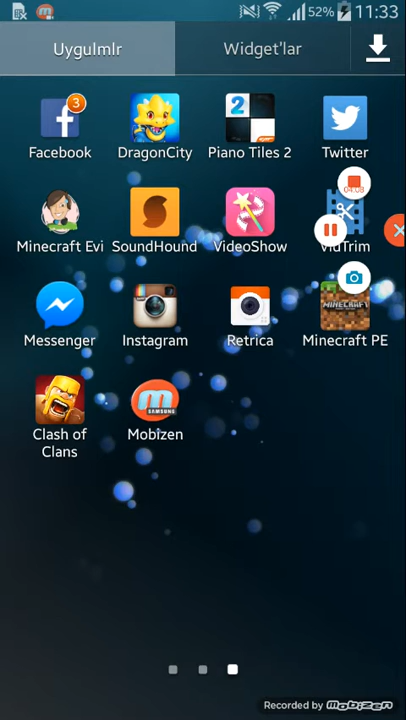 52% 11:33
Uygulmlr Widget'lar
3 2
Facebook DragonCity Piano Tiles 2 Twitter
04:08
Minecraft Evi SoundHound VideoShow VidTrim
MINECRAFT
Messenger Instagram Retrica Minecraft PE
m
SAMSUNG
Clash of Mobizen
Clans
Recorded by mobizen